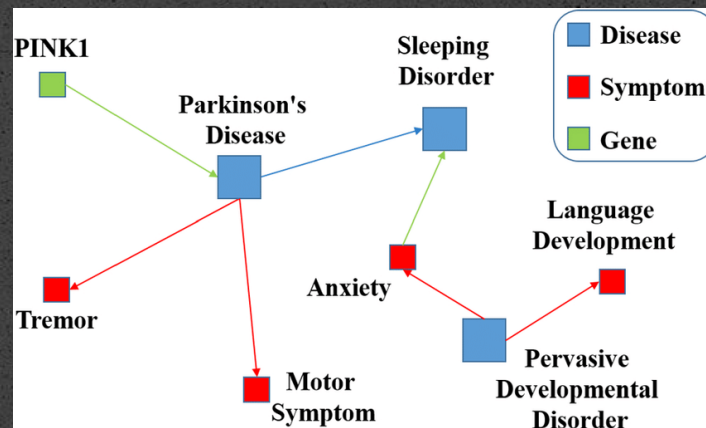 PINK1
Parkinson's
Disease
Sleeping
Disorder
Disease
Symptom
Gene
Language
Development
Anxiety
Tremor
Motor
Symptom
Pervasive
Developmental
Disorder